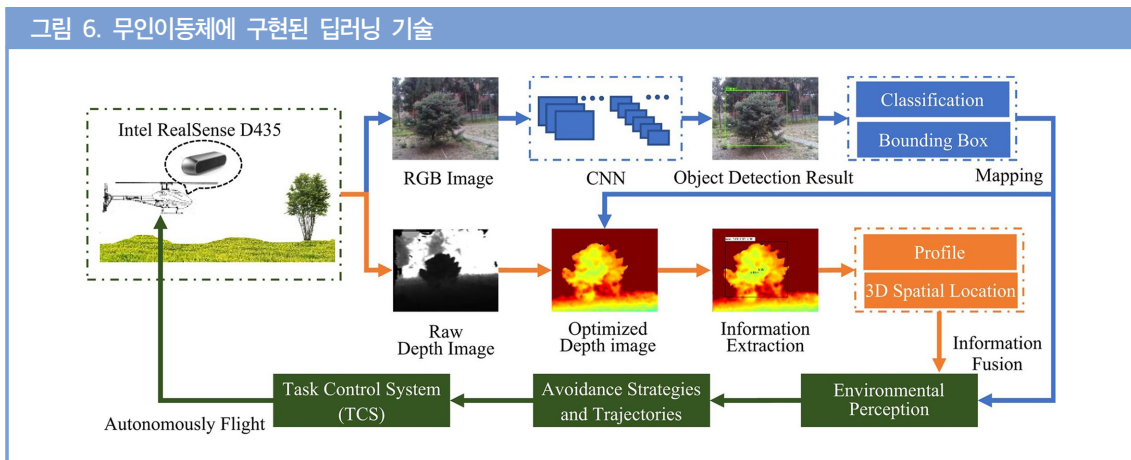 그림 6. 무인이동체에 구현된 딥러닝 기술
Intel RealSense D435
RGB Image
CNN
Object Detection Result
Classification
Bounding Box
Mapping
Raw
Depth Image
Optimized
Depth image
Information
Extraction
Profile
3D Spatial Location
Information
Fusion
Task Control System
(TCS)
Avoidance Strategies
and Trajectories
Environmental
Perception
Autonomously Flight